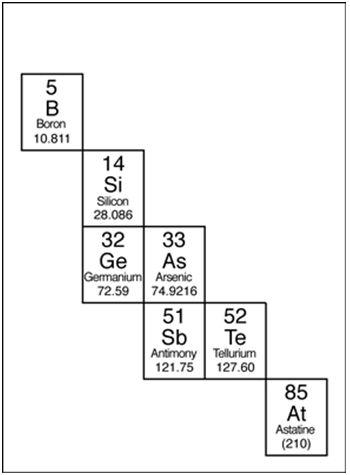 5
B
Boron
10.811
14
Si
Silicon
28.086
32
Ge
Germanium
72.59
33
As
Arsenic
74.9216
51
Sb
Antimony
121.75
52
Te
Tellurium
127.60
85
At
Astatine
(210)